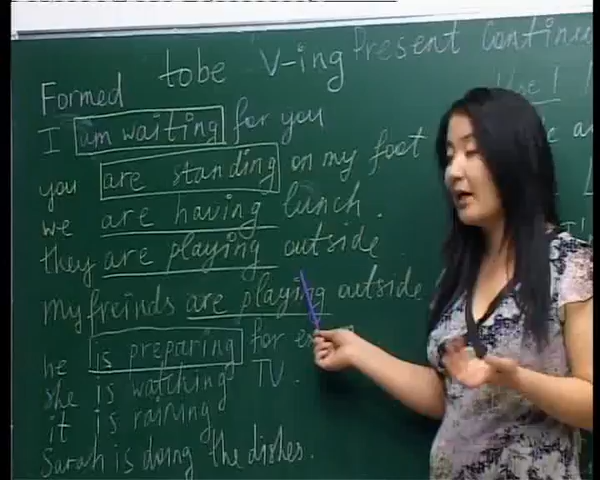 Formed tobe V-ing Present Continu
Use 1
I am waiting for you
you are standing on my foot
we are having lunch.
they are playing outside
my freinds are playing outside
he is preparing for
she is watching TV.
it is raining
Sarah is doing the dishes.